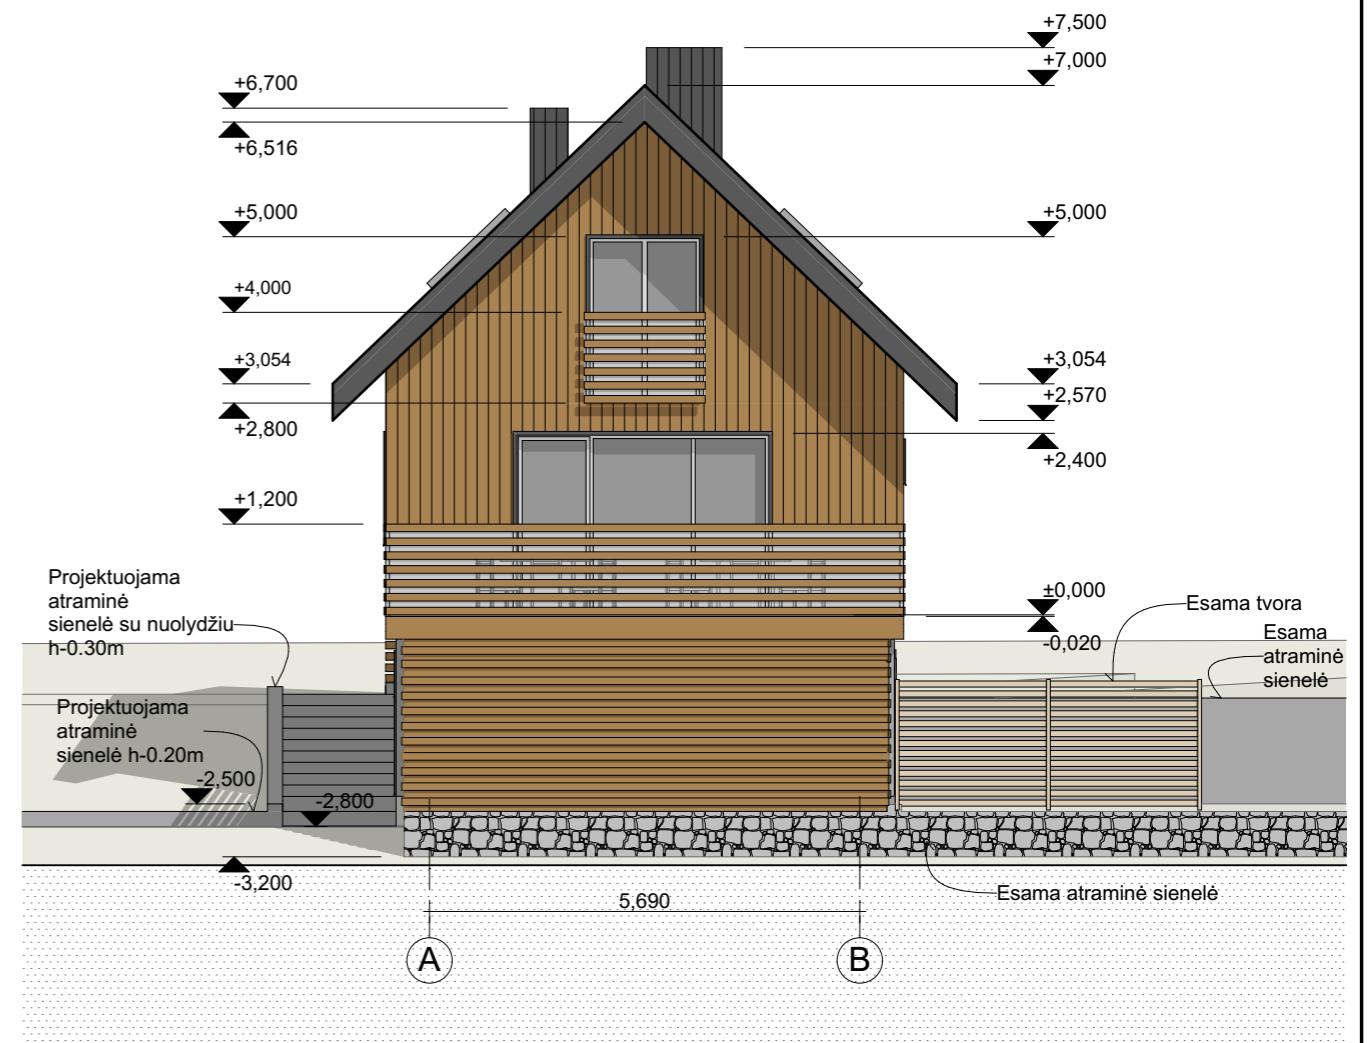 +7,500
+7,000
+6,700
+6,516
+5,000
+5,000
+4,000
+3,054
+3,054
+2,570
+2,800
+2,400
+1,200
Projektuojama
atraminė
sienelė su nuolydžiu
h-0.30m
±0,000
-0,020
Esama tvora
Esama
atraminė
sienelė
Projektuojama
atraminė
sienelė h-0.20m
-2,500
-2,800
-3,200
Esama atraminė sienelė
5,690
A
B